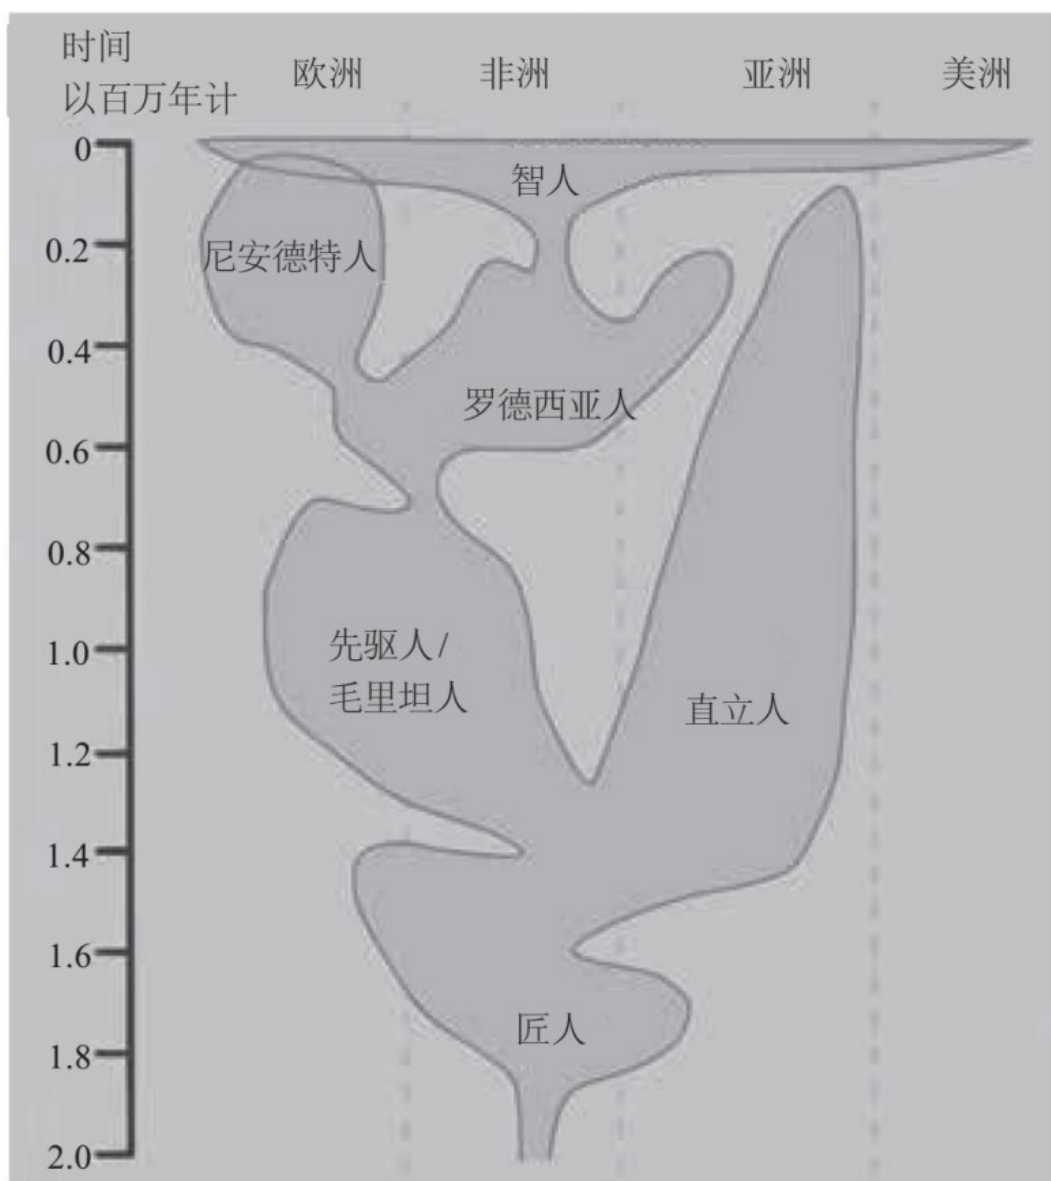 时间
以百万年计
欧洲 非洲 亚洲 美洲
0
智人
0.2
尼安德特人
0.4
罗德西亚人
0.6
0.8
先驱人/
毛里坦人
1.0
直立人
1.2
1.4
1.6
匠人
1.8
2.0